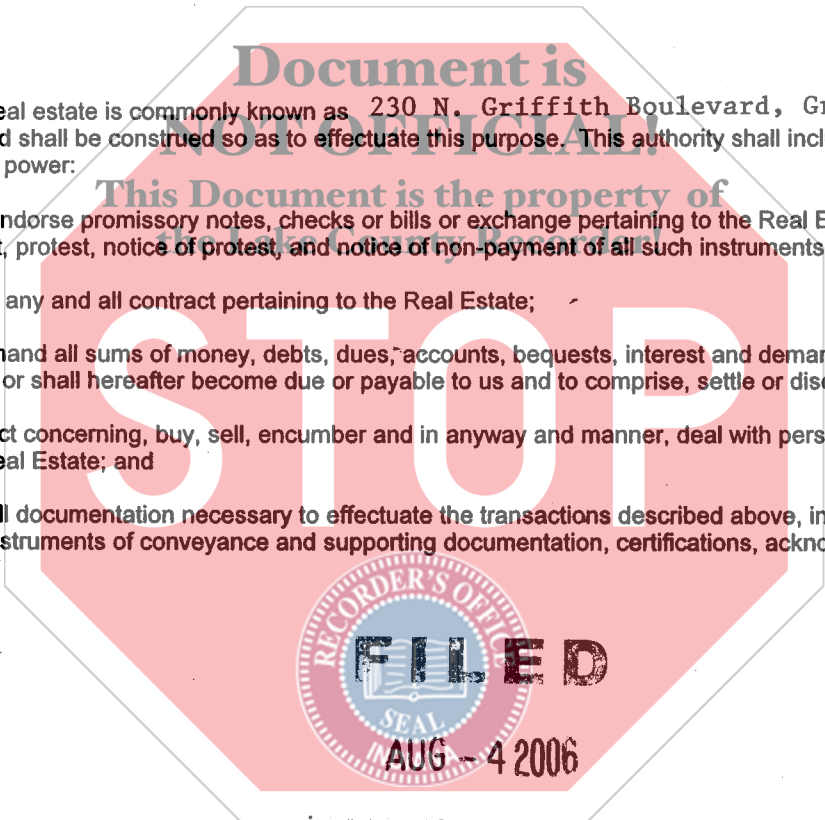 Document is
eal estate is commonly known as 230 N. Griffith Boulevard, Gr
d shall be construed so as to effectuate this purpose. This authority shall incl
NOT OFFICIAL!
power:
This Document is the property of
ndorse promissory notes, checks or bills or exchange pertaining to the Real E
, protest, notice of protest, and notice of non-payment of all such instruments
the Lake County Recorder!
any and all contract pertaining to the Real Estate;
and all sums of money, debts, dues, accounts, bequests, interest and deman
or shall hereafter become due or payable to us and to comprise, settle or disc
STOP
ct concerning, buy, sell, encumber and in anyway and manner, deal with pers
eal Estate; and
l documentation necessary to effectuate the transactions described above, in
struments of conveyance and supporting documentation, certifications, ackno
RECORDER'S OFFICE
FILED
SEAL
INDIANA
AUG - 4 2006